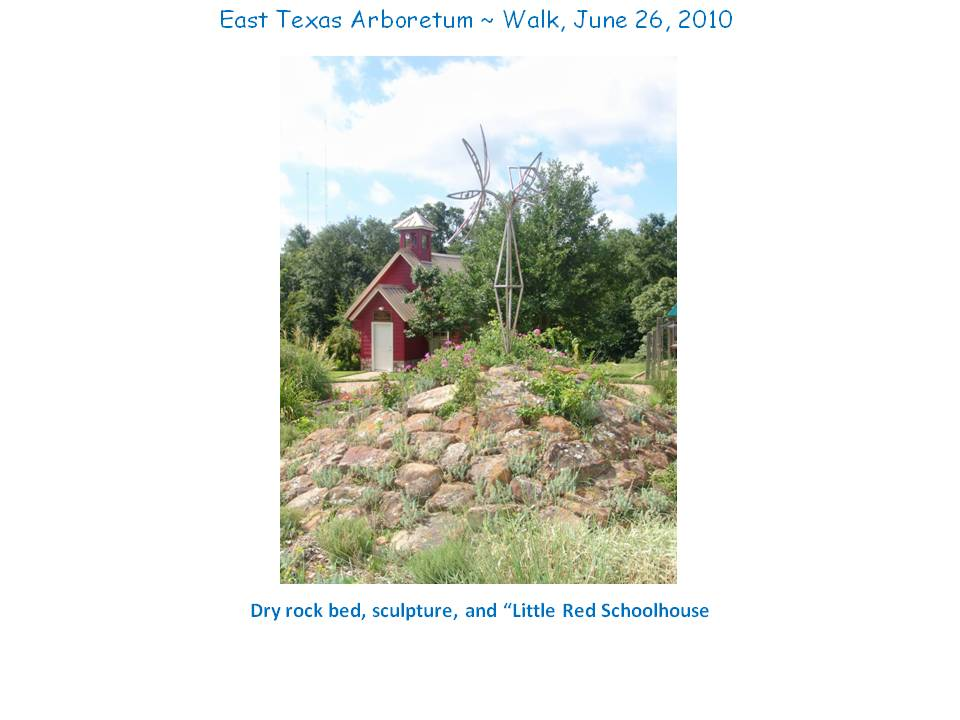 East Texas Arboretum ~ Walk, June 26, 2010
Dry rock bed, sculpture, and “Little Red Schoolhouse